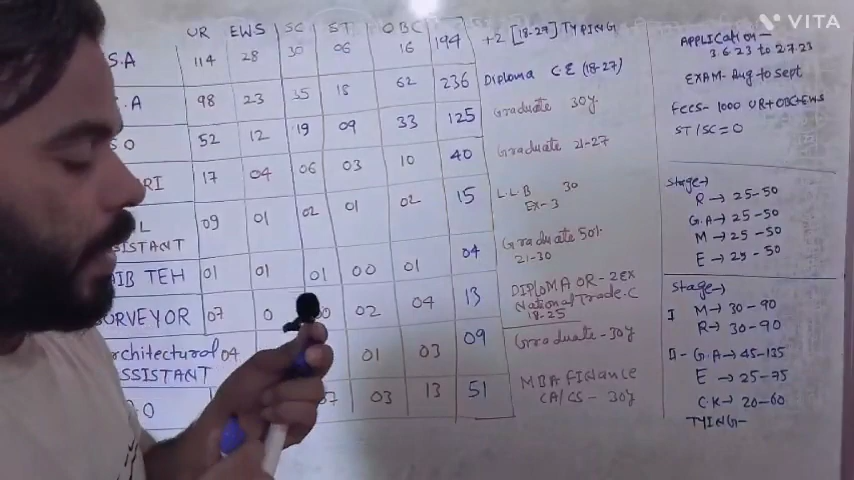 UR EWS SC ST OBC
S.A 114 28 30 06 16 194 +2 [18-27] TYPING
.A 98 23 35 18 62 236 Diploma CE (18-27)
SO 52 12 19 09 33 125 Graduate 30y.
RI 17 04 06 03 10 40 Graduate 21-27
L
SISTANT 09 01 02 01 02 15 L.L.B 30
Ex-3
IB TEH 01 01 01 00 01 04 Graduate 50%
21-30
SURVEYOR 07 0 0 02 04 13 DIPLOMA OR - 2EX
National Trade.C
18-25
Architectural 04
SSISTANT 01 03 09 Graduate - 30y
.O 7 03 13 51 MBA FINANCE
CA/CS - 30y
APPLICATION -
3.6.23 to 2.7.23
EXAM - Aug to Sept
Fees - 1000 UR+OBC+EWS
ST/SC = 0
Stage→
R → 25-50
G.A → 25-50
M → 25-50
E → 25-50
Stage→
I M → 30-90
R → 30-90
II - G.A → 45-135
E → 25-75
C.K → 20-60
TYING-
VITA